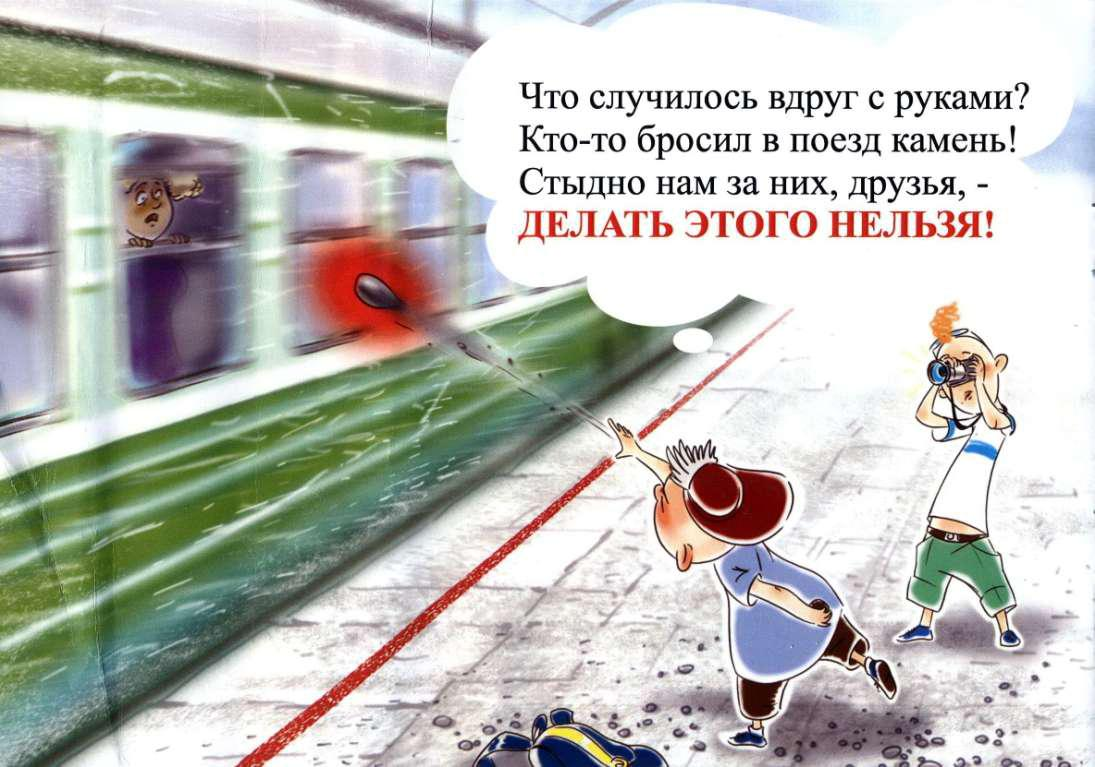 Что случилось вдруг с руками?
Кто-то бросил в поезд камень!
Стыдно нам за них, друзья, -
ДЕЛАТЬ ЭТОГО НЕЛЬЗЯ!